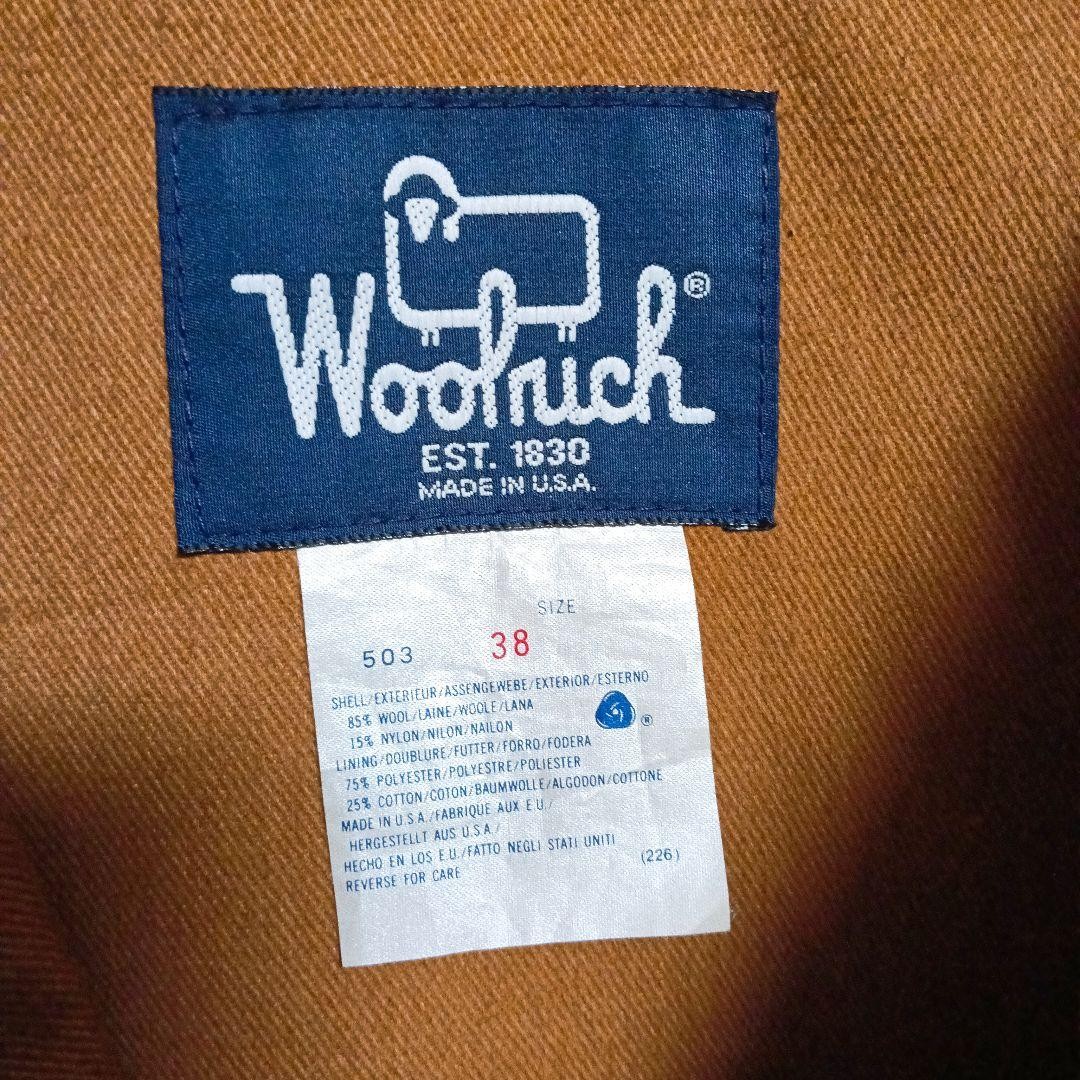 Woolrich®
EST. 1830
MADE IN U.S.A.
SIZE
503 38
SHELL/EXTERIEUR/ASSENGEWEBE/EXTERIOR/ESTERNO
85% WOOL/LAINE/WOOLE/LANA
15% NYLON/NILON/NAILON
®
LINING/DOUBLURE/FUTTER/FORRO/FODERA
75% POLYESTER/POLYESTRE/POLIESTER
25% COTTON/COTON/BAUMWOLLE/ALGODON/COTTONE
MADE IN U.S.A./FABRIQUE AUX E.U./
HERGESTELLT AUS U.S.A./
HECHO EN LOS E.U./FATTO NEGLI STATI UNITI
REVERSE FOR CARE
(226)